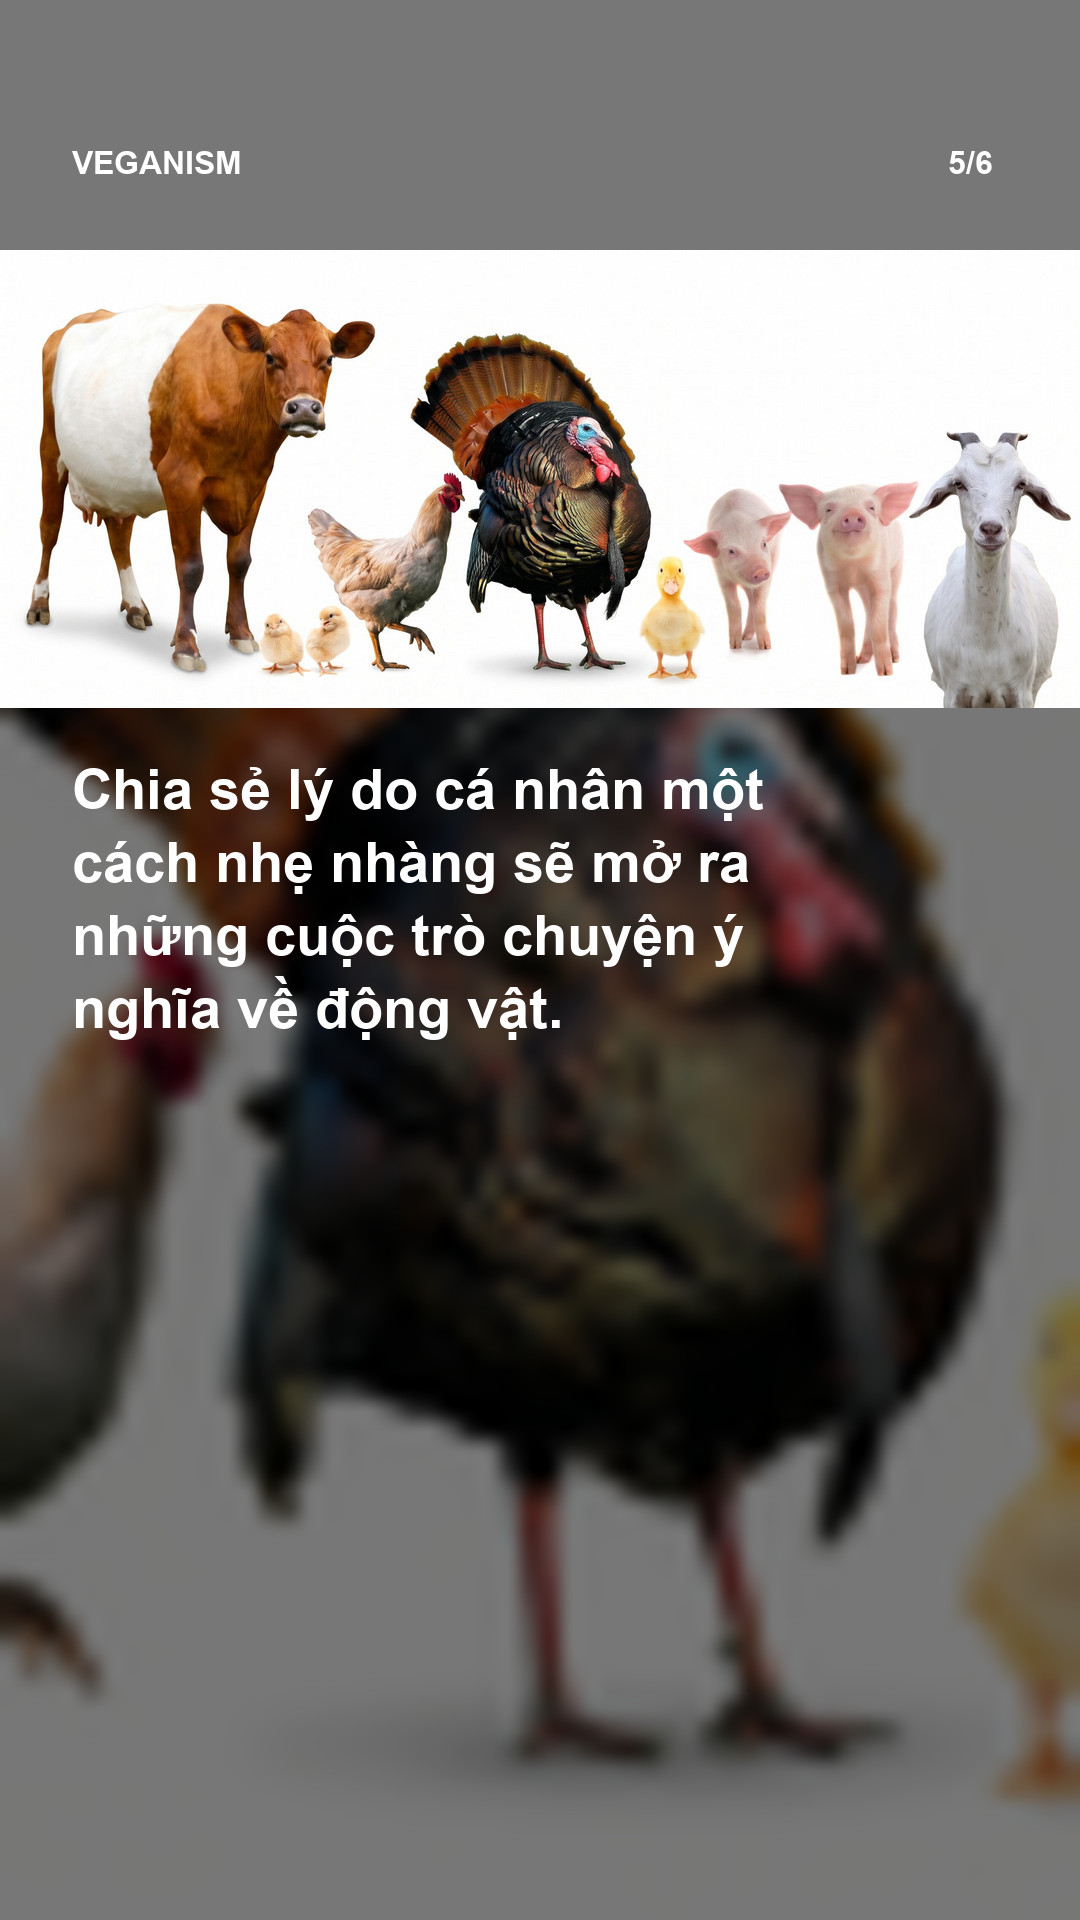 VEGANISM
5/6
Chia sẻ lý do cá nhân một
cách nhẹ nhàng sẽ mở ra
những cuộc trò chuyện ý
nghĩa về động vật.